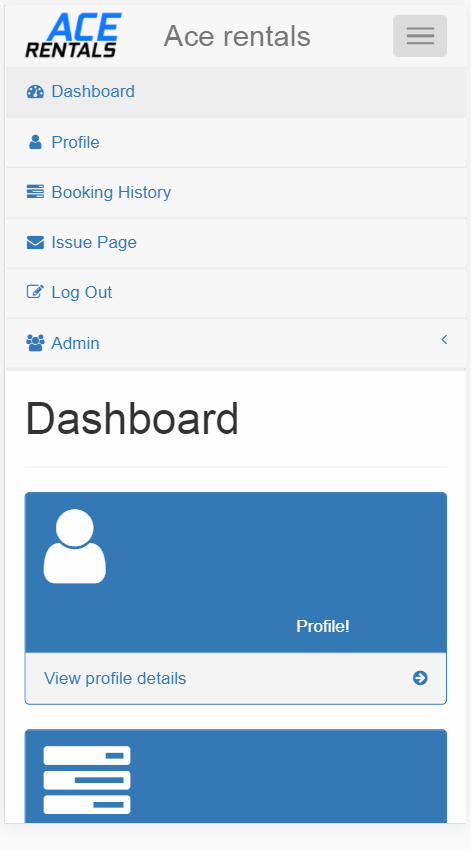 ACE
RENTALS
Ace rentals
Dashboard
Profile
Booking History
Issue Page
Log Out
Admin
Dashboard
Profile!
View profile details